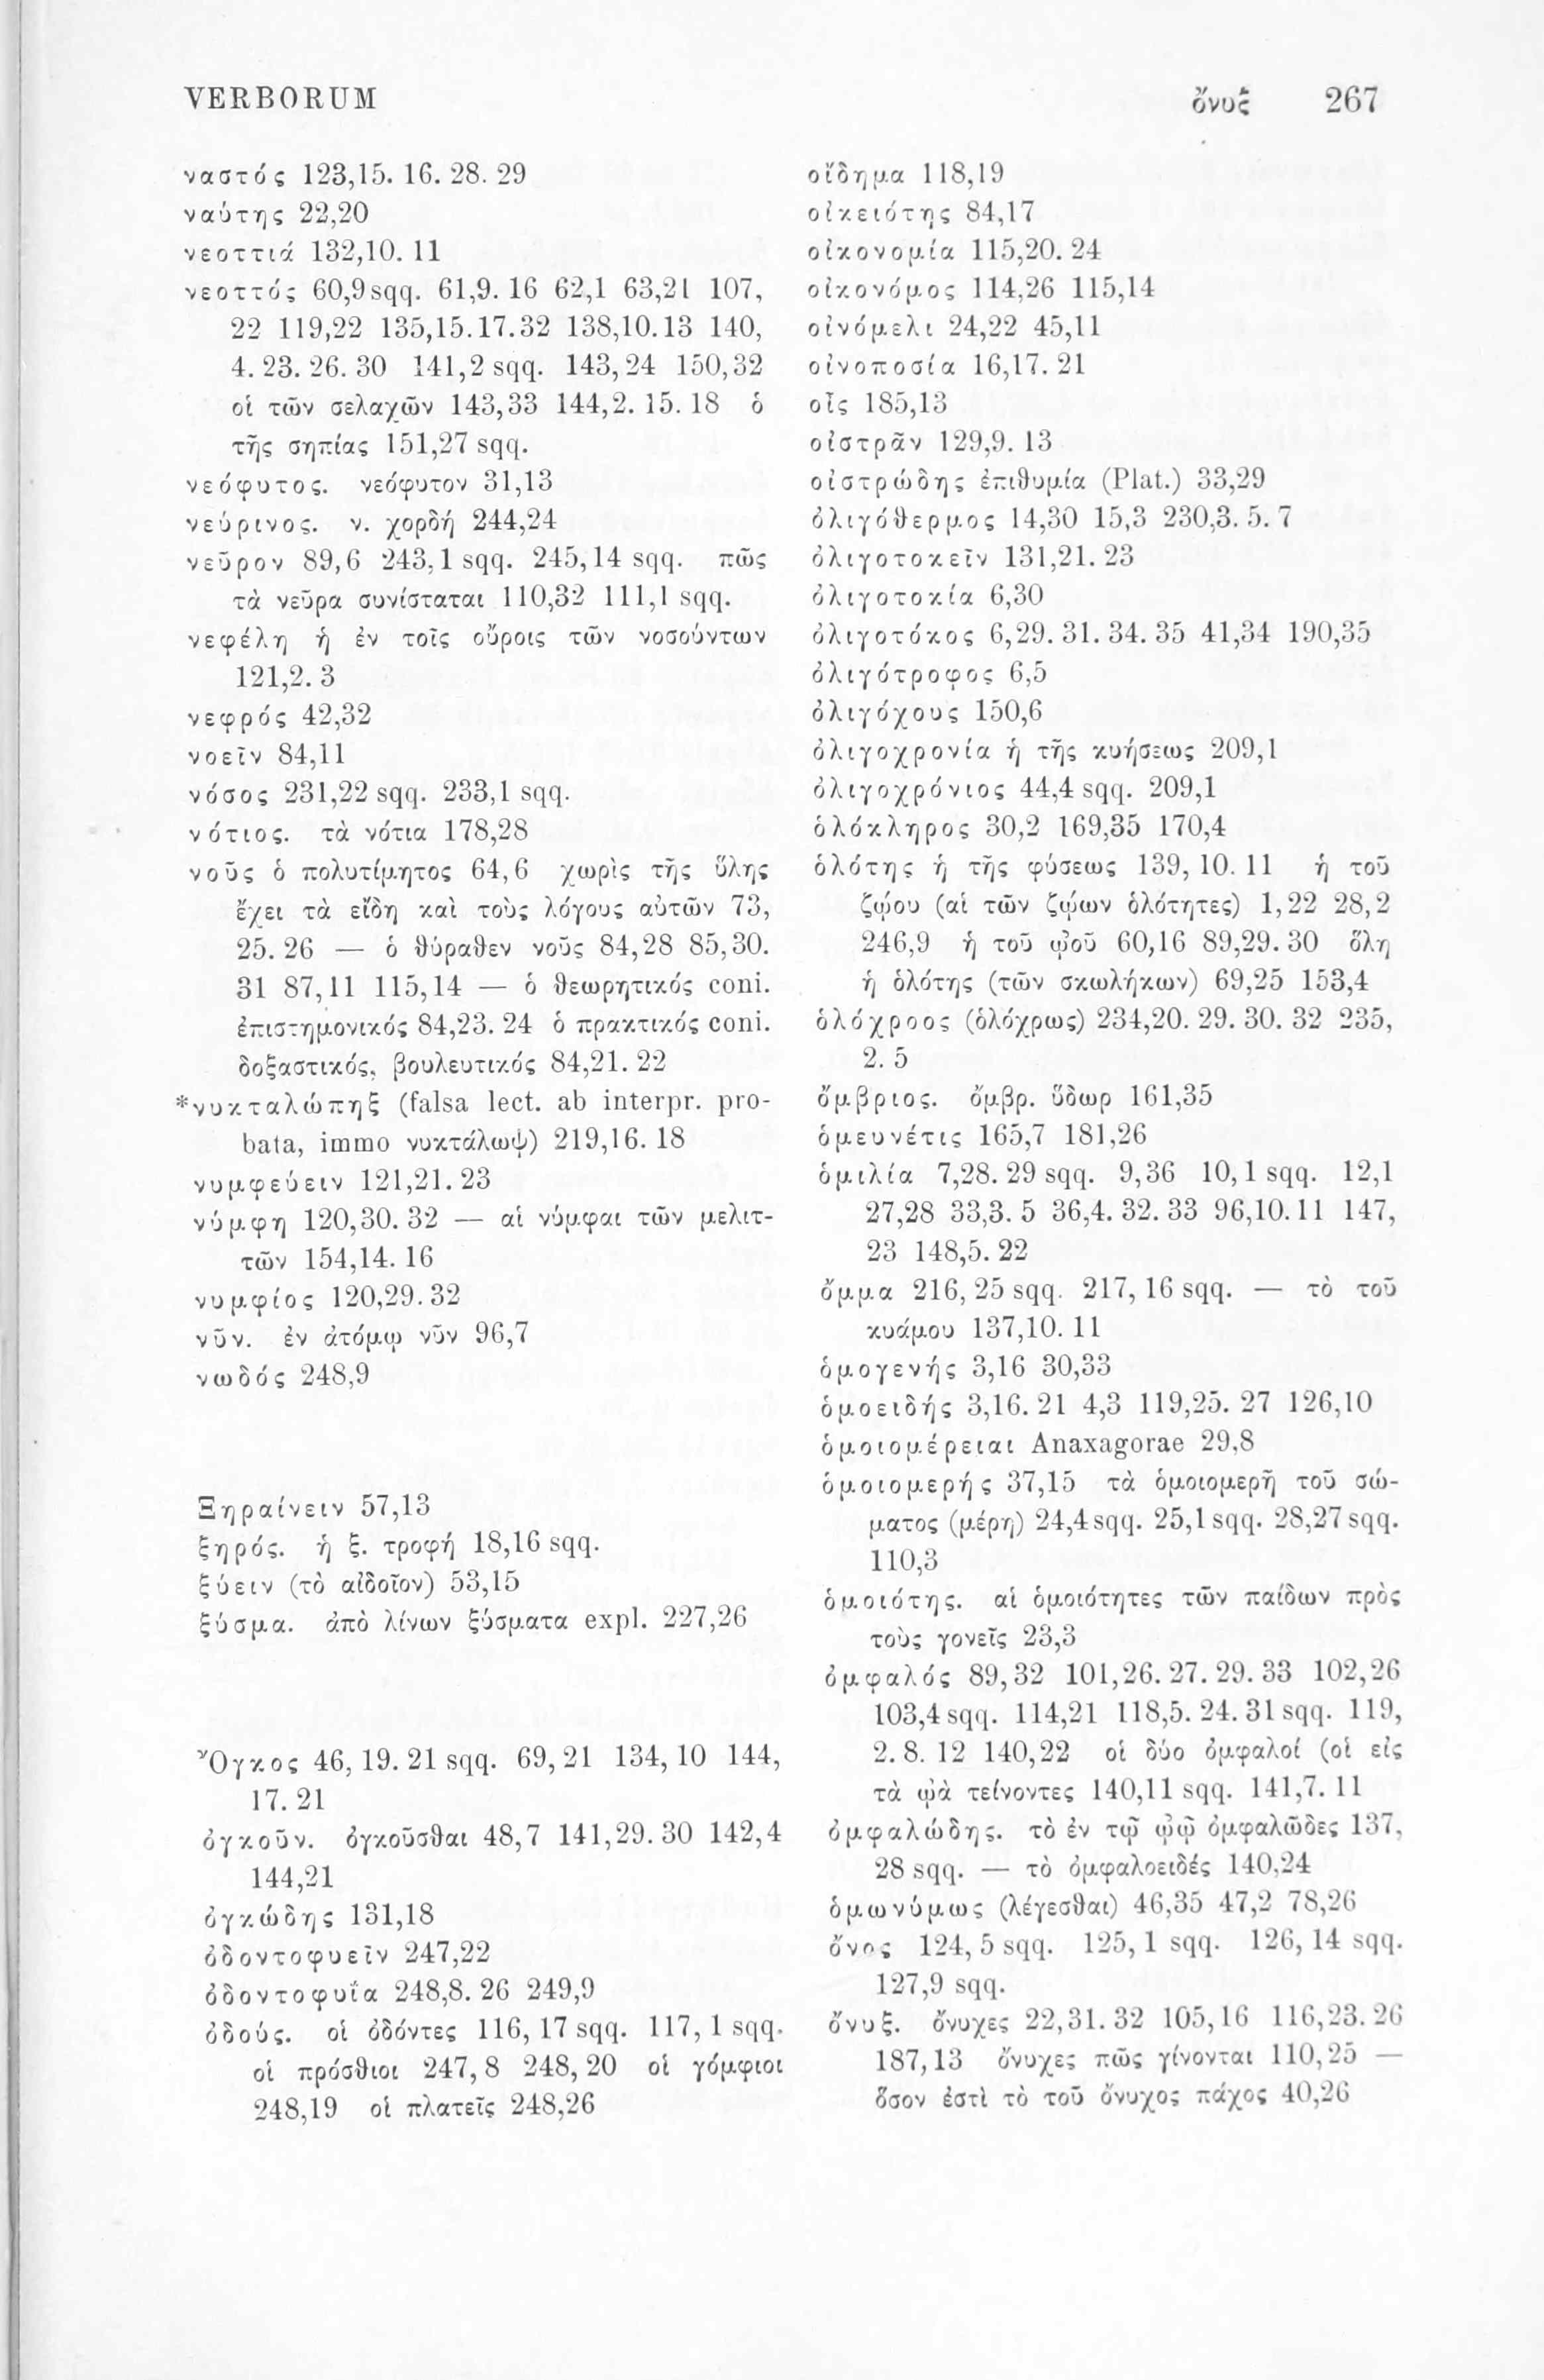 VERBORUM ὄνυξ 267
ναστός 123,15. 16. 28. 29
ναύτης 22,20
νεοττιά 132,10. 11
νεοττός 60,9 sqq. 61,9. 16 62,1 63,21 107,
22 119,22 135,15. 17. 32 138,10. 13 140,
4. 23. 26. 30 141,2 sqq. 143,24 150,32
οἱ τῶν σελαχῶν 143,33 144,2. 15. 18 ὁ
τῆς σηπίας 151,27 sqq.
νεόφυτος. νεόφυτον 31,13
νεύρινος. ν. χορδή 244,24
νεῦρον 89,6 243,1 sqq. 245,14 sqq. πῶς
τὰ νεῦρα συνίσταται 110,32 111,1 sqq.
νεφέλη ἡ ἐν τοῖς οὔροις τῶν νοσούντων
121,2. 3
νεφρός 42,32
νοεῖν 84,11
νόσος 231,22 sqq. 233,1 sqq.
νότιος. τὰ νότια 178,28
νοῦς ὁ πολυτίμητος 64,6 χωρὶς τῆς ὕλης
ἔχει τὰ εἴδη καὶ τοὺς λόγους αὐτῶν 73,
25. 26 — ὁ θύραθεν νοῦς 84,28 85,30.
31 87,11 115,14 — ὁ θεωρητικός coni.
ἐπιστημονικός 84,23. 24 ὁ πρακτικός coni.
δοξαστικός, βουλευτικός 84,21. 22
*νυκταλώπηξ (falsa lect. ab interpr. pro-
bata, immo νυκτάλωψ) 219,16. 18
νυμφεύειν 121,21. 23
νύμφη 120,30. 32 — αἱ νύμφαι τῶν μελιτ-
τῶν 154,14. 16
νυμφίος 120,29. 32
νῦν. ἐν ἀτόμῳ νῦν 96,7
νωδός 248,9
Ξηραίνειν 57,13
ξηρός. ἡ ξ. τροφή 18,16 sqq.
ξύειν (τὸ αἰδοῖον) 53,15
ξύσμα. ἀπὸ λίνων ξύσματα expl. 227,26
Ὄγκος 46,19. 21 sqq. 69,21 134,10 144,
17. 21
ὀγκοῦν. ὀγκοῦσθαι 48,7 141,29. 30 142,4
144,21
ὀγκώδης 131,18
ὀδοντοφυεῖν 247,22
ὀδοντοφυΐα 248,8. 26 249,9
ὀδούς. οἱ ὀδόντες 116,17 sqq. 117,1 sqq.
οἱ πρόσθιοι 247,8 248,20 οἱ γόμφιοι
248,19 οἱ πλατεῖς 248,26
οἴδημα 118,19
οἰκειότης 84,17
οἰκονομία 115,20. 24
οἰκονόμος 114,26 115,14
οἰνόμελι 24,22 45,11
οἰνοποσία 16,17. 21
οἶς 185,13
οἰστρᾶν 129,9. 13
οἰστρώδης ἐπιθυμία (Plat.) 33,29
ὀλιγόθερμος 14,30 15,3 230,3. 5. 7
ὀλιγοτοκεῖν 131,21. 23
ὀλιγοτοκία 6,30
ὀλιγοτόκος 6,29. 31. 34. 35 41,34 190,35
ὀλιγότροφος 6,5
ὀλιγόχους 150,6
ὀλιγοχρονία ἡ τῆς κυήσεως 209,1
ὀλιγοχρόνιος 44,4 sqq. 209,1
ὁλόκληρος 30,2 169,35 170,4
ὁλότης ἡ τῆς φύσεως 139,10. 11 ἡ τοῦ
ζῴου (αἱ τῶν ζῴων ὁλότητες) 1,22 28,2
246,9 ἡ τοῦ ᾠοῦ 60,16 89,29. 30 ὅλη
ἡ ὁλότης (τῶν σκωλήκων) 69,25 153,4
ὁλόχροος (ὁλόχρως) 234,20. 29. 30. 32 235,
2. 5
ὄμβριος. ὄμβρ. ὕδωρ 161,35
ὁμευνέτις 165,7 181,26
ὁμιλία 7,28. 29 sqq. 9,36 10,1 sqq. 12,1
27,28 33,3. 5 36,4. 32. 33 96,10. 11 147,
23 148,5. 22
ὄμμα 216,25 sqq. 217,16 sqq. — τὸ τοῦ
κυάμου 137,10. 11
ὁμογενής 3,16 30,33
ὁμοειδής 3,16. 21 4,3 119,25. 27 126,10
ὁμοιομέρειαι Anaxagorae 29,8
ὁμοιομερής 37,15 τὰ ὁμοιομερῆ τοῦ σώ-
ματος (μέρη) 24,4 sqq. 25,1 sqq. 28,27 sqq.
110,3
ὁμοιότης. αἱ ὁμοιότητες τῶν παίδων πρὸς
τοὺς γονεῖς 23,3
ὀμφαλός 89,32 101,26. 27. 29. 33 102,26
103,4 sqq. 114,21 118,5. 24. 31 sqq. 119,
2. 8. 12 140,22 οἱ δύο ὀμφαλοί (οἱ εἰς
τὰ ᾠὰ τείνοντες) 140,11 sqq. 141,7. 11
ὀμφαλώδης. τὸ ἐν τῷ ᾠῷ ὀμφαλῶδες 137,
28 sqq. — τὸ ὀμφαλοειδές 140,24
ὁμωνύμως (λέγεσθαι) 46,35 47,2 78,26
ὄνος 124,5 sqq. 125,1 sqq. 126,14 sqq.
127,9 sqq.
ὄνυξ. ὄνυχες 22,31. 32 105,16 116,23. 26
187,13 ὄνυχες πῶς γίνονται 110,25 —
ὅσον ἐστὶ τὸ τοῦ ὄνυχος πάχος 40,26